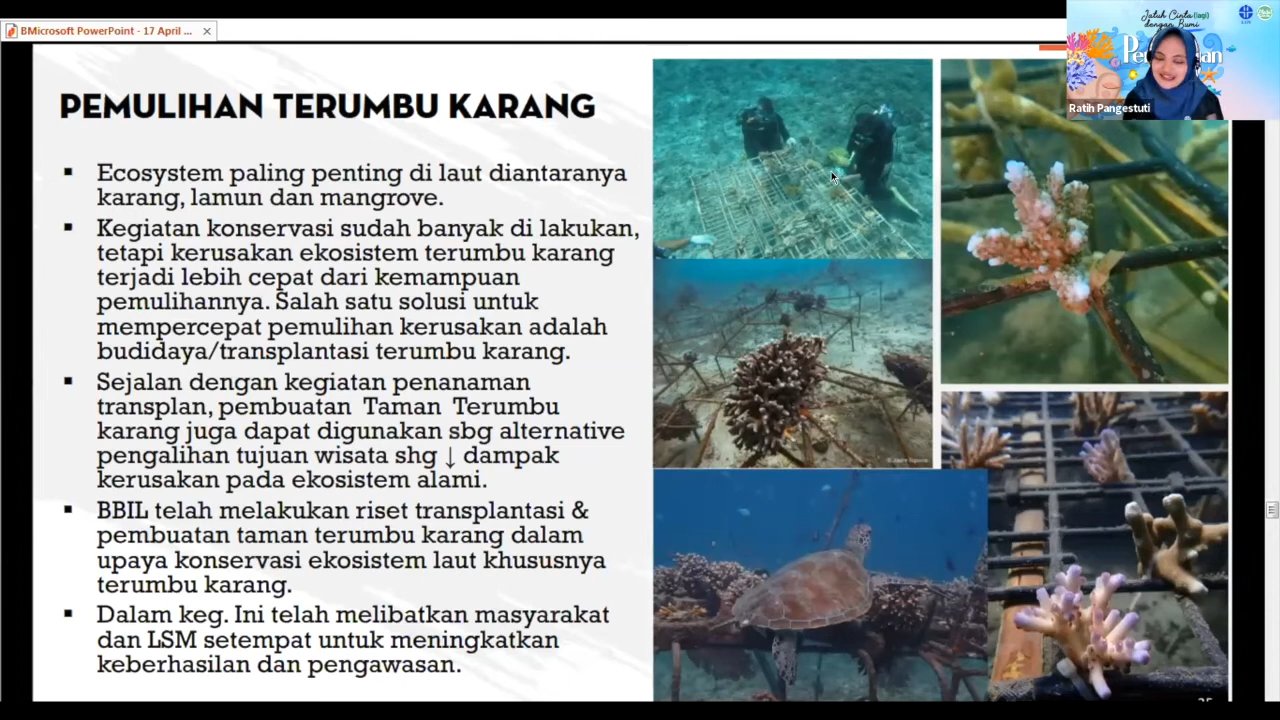 BMicrosoft PowerPoint - 17 April ...
Jatuh Cinta (lagi)
dengan Bumi
Ratih Pangestuti
PEMULIHAN TERUMBU KARANG
▪ Ecosystem paling penting di laut diantaranya
karang, lamun dan mangrove.
▪ Kegiatan konservasi sudah banyak di lakukan,
tetapi kerusakan ekosistem terumbu karang
terjadi lebih cepat dari kemampuan
pemulihannya. Salah satu solusi untuk
mempercepat pemulihan kerusakan adalah
budidaya/transplantasi terumbu karang.
▪ Sejalan dengan kegiatan penanaman
transplan, pembuatan Taman Terumbu
karang juga dapat digunakan sbg alternative
pengalihan tujuan wisata shg ↓ dampak
kerusakan pada ekosistem alami.
▪ BBIL telah melakukan riset transplantasi &
pembuatan taman terumbu karang dalam
upaya konservasi ekosistem laut khususnya
terumbu karang.
▪ Dalam keg. Ini telah melibatkan masyarakat
dan LSM setempat untuk meningkatkan
keberhasilan dan pengawasan.